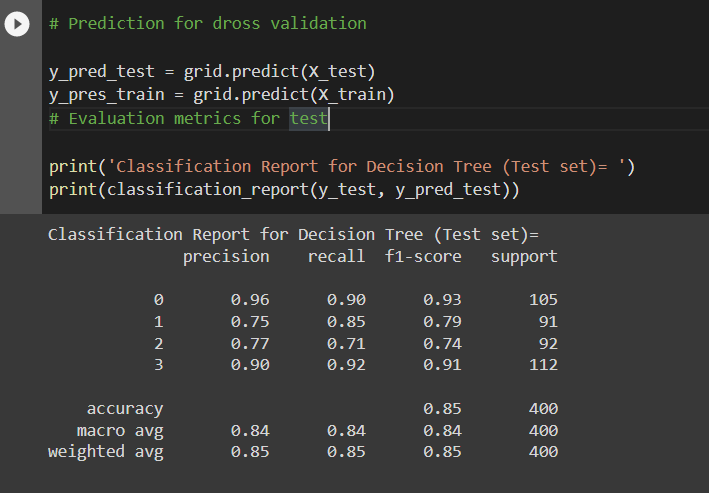 # Prediction for dross validation
y_pred_test = grid.predict(X_test)
y_pres_train = grid.predict(X_train)
# Evaluation metrics for test
print('Classification Report for Decision Tree (Test set)= ')
print(classification_report(y_test, y_pred_test))
Classification Report for Decision Tree (Test set)=
precision recall f1-score support
0 0.96 0.90 0.93 105
1 0.75 0.85 0.79 91
2 0.77 0.71 0.74 92
3 0.90 0.92 0.91 112
accuracy 0.85 400
macro avg 0.84 0.84 0.84 400
weighted avg 0.85 0.85 0.85 400